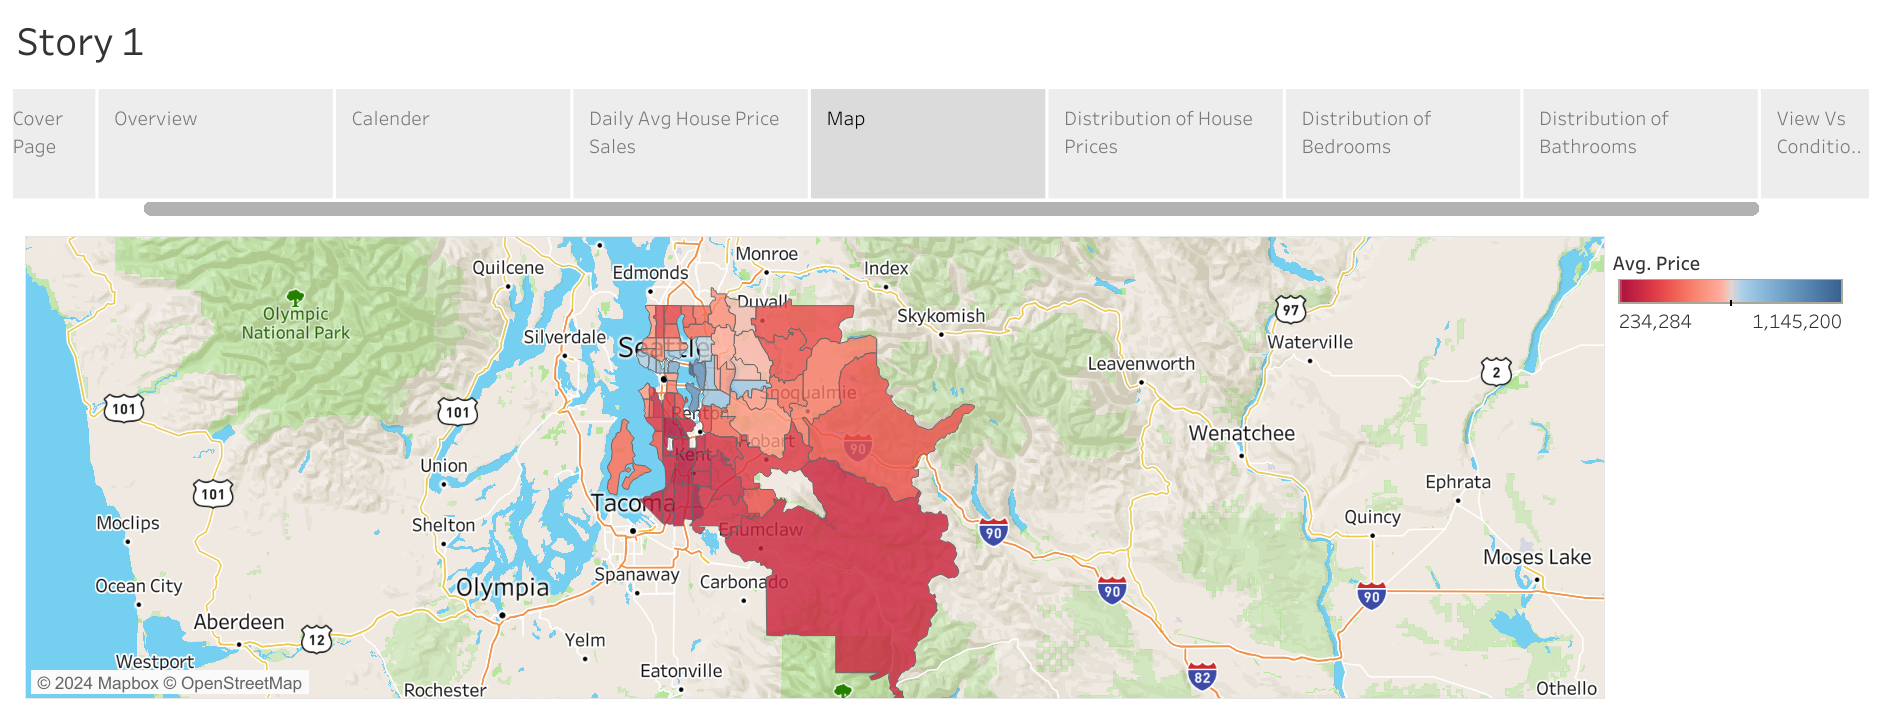 Story 1
Cover
Page
Overview
Calender
Daily Avg House Price
Sales
Map
Distribution of House
Prices
Distribution of
Bedrooms
Distribution of
Bathrooms
View Vs
Conditio..
Avg. Price
234,284
1,145,200
Monroe
Quilcene
Edmonds
Index
Duvall
Olympic
National Park
97
Skykomish
Silverdale
Seattle
Waterville
Leavenworth
2
Snoqualmie
101
101
Wenatchee
Hobart
90
Kent
Union
101
Ephrata
Tacoma
Quincy
Moclips
Shelton
Enumclaw
90
Moses Lake
Spanaway
Carbonado
Ocean City
Olympia
90
90
Aberdeen
12
Yelm
Westport
Eatonville
82
© 2024 Mapbox © OpenStreetMap
Rochester
Othello